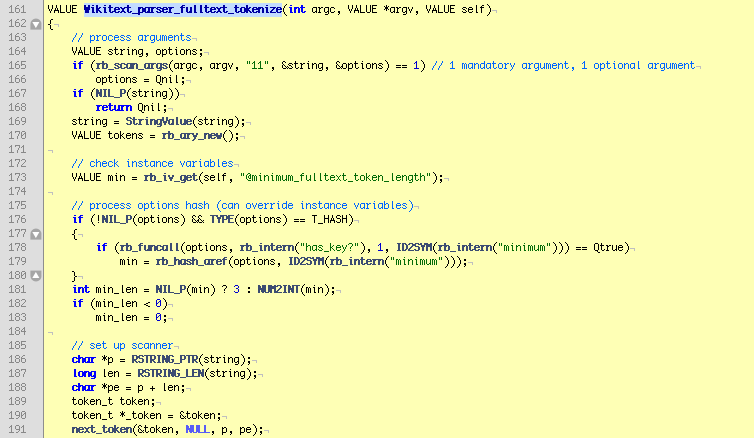 161 VALUE Wikitext_parser_fulltext_tokenize(int argc, VALUE *argv, VALUE self)¬
162 {¬
163     // process arguments¬
164     VALUE string, options;¬
165     if (rb_scan_args(argc, argv, "11", &string, &options) == 1) // 1 mandatory argument, 1 optional argument¬
166         options = Qnil;¬
167     if (NIL_P(string))¬
168         return Qnil;¬
169     string = StringValue(string);¬
170     VALUE tokens = rb_ary_new();¬
171 ¬
172     // check instance variables¬
173     VALUE min = rb_iv_get(self, "@minimum_fulltext_token_length");¬
174 ¬
175     // process options hash (can override instance variables)¬
176     if (!NIL_P(options) && TYPE(options) == T_HASH)¬
177     {¬
178         if (rb_funcall(options, rb_intern("has_key?"), 1, ID2SYM(rb_intern("minimum"))) == Qtrue)¬
179             min = rb_hash_aref(options, ID2SYM(rb_intern("minimum")));¬
180     }¬
181     int min_len = NIL_P(min) ? 3 : NUM2INT(min);¬
182     if (min_len < 0)¬
183         min_len = 0;¬
184 ¬
185     // set up scanner¬
186     char *p = RSTRING_PTR(string);¬
187     long len = RSTRING_LEN(string);¬
188     char *pe = p + len;¬
189     token_t token;¬
190     token_t *_token = &token;¬
191     next_token(&token, NULL, p, pe);¬